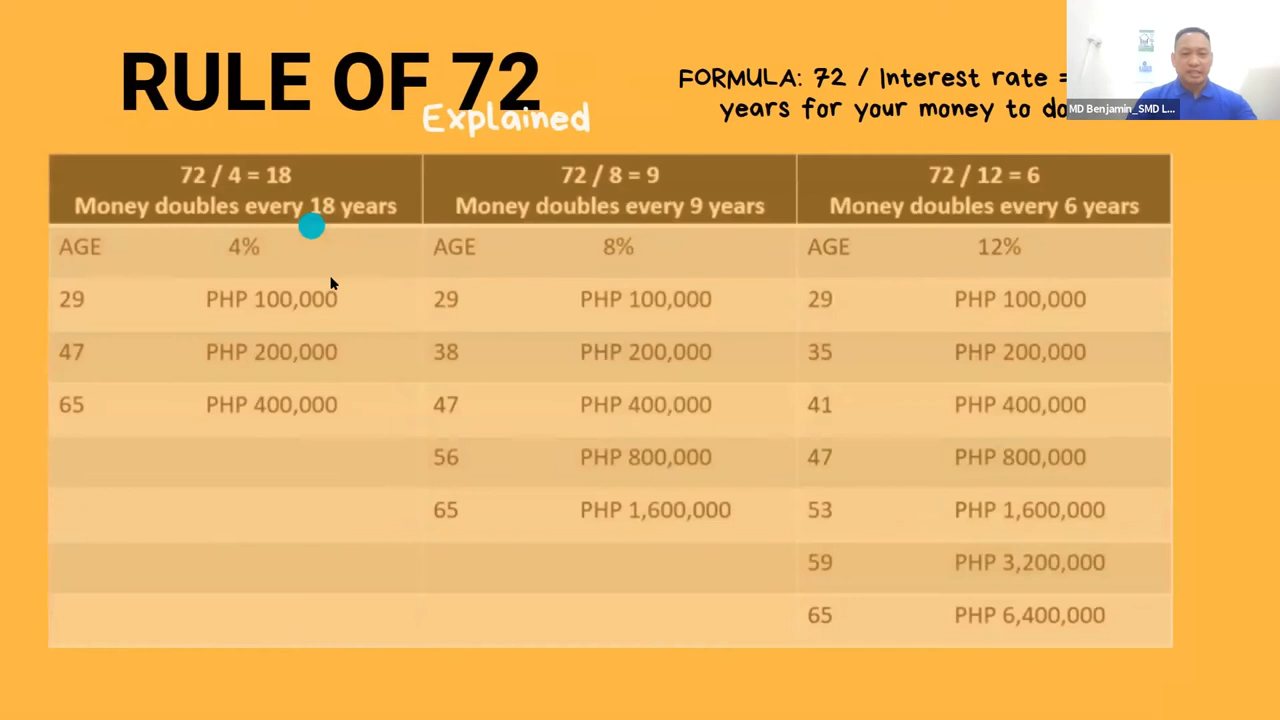 RULE OF 72
Explained
FORMULA: 72 / Interest rate =
years for your money to do
MD Benjamin_SMD L...
72 / 4 = 18
Money doubles every 18 years
72 / 8 = 9
Money doubles every 9 years
72 / 12 = 6
Money doubles every 6 years
AGE 4% AGE 8% AGE 12%
29 PHP 100,000 29 PHP 100,000 29 PHP 100,000
47 PHP 200,000 38 PHP 200,000 35 PHP 200,000
65 PHP 400,000 47 PHP 400,000 41 PHP 400,000
56 PHP 800,000 47 PHP 800,000
65 PHP 1,600,000 53 PHP 1,600,000
59 PHP 3,200,000
65 PHP 6,400,000